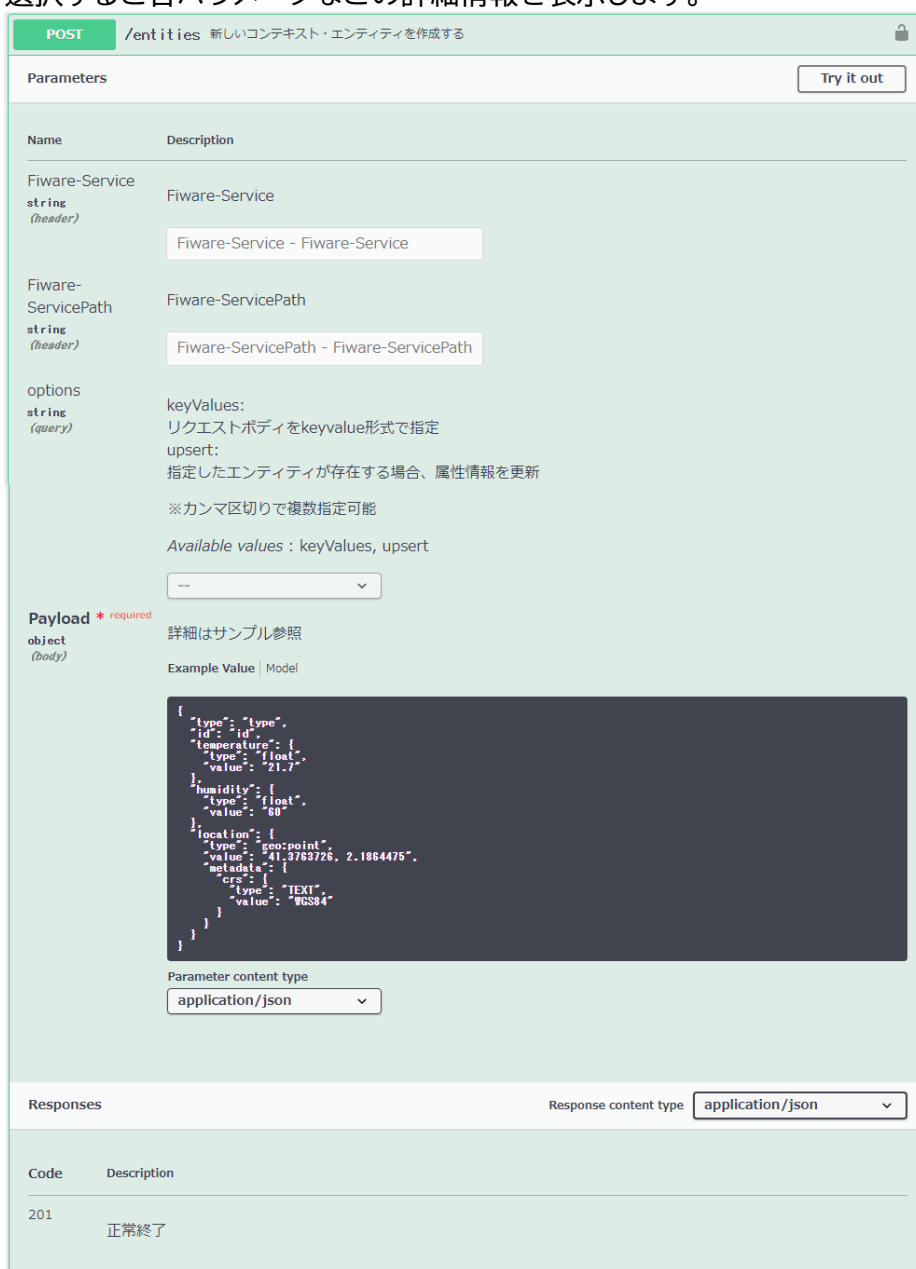 選択すると各パラメータなどの詳細情報を表示します。
POST /entities 新しいコンテキスト・エンティティを作成する
Parameters Try it out
Name Description
Fiware-Service
string
(header)
Fiware-Service
Fiware-Service - Fiware-Service
Fiware-
ServicePath
string
(header)
Fiware-ServicePath
Fiware-ServicePath - Fiware-ServicePath
options
string
(query)
keyValues:
リクエストボディをkeyvalue形式で指定
upsert:
指定したエンティティが存在する場合、属性情報を更新
※カンマ区切りで複数指定可能
Available values : keyValues, upsert
--
Payload * required
object
(body)
詳細はサンプル参照
Example Value Model
{
"type": "type",
"id": "id",
"temperature": {
"type": "float",
"value": "21.7"
},
"humidity": {
"type": "float",
"value": "60"
},
"location": {
"type": "geo:point",
"value": "41.3763726, 2.1864475",
"metadata": {
"crs": {
"type": "TEXT",
"value": "WGS84"
}
}
}
}
Parameter content type
application/json
Responses Response content type application/json
Code Description
201 正常終了